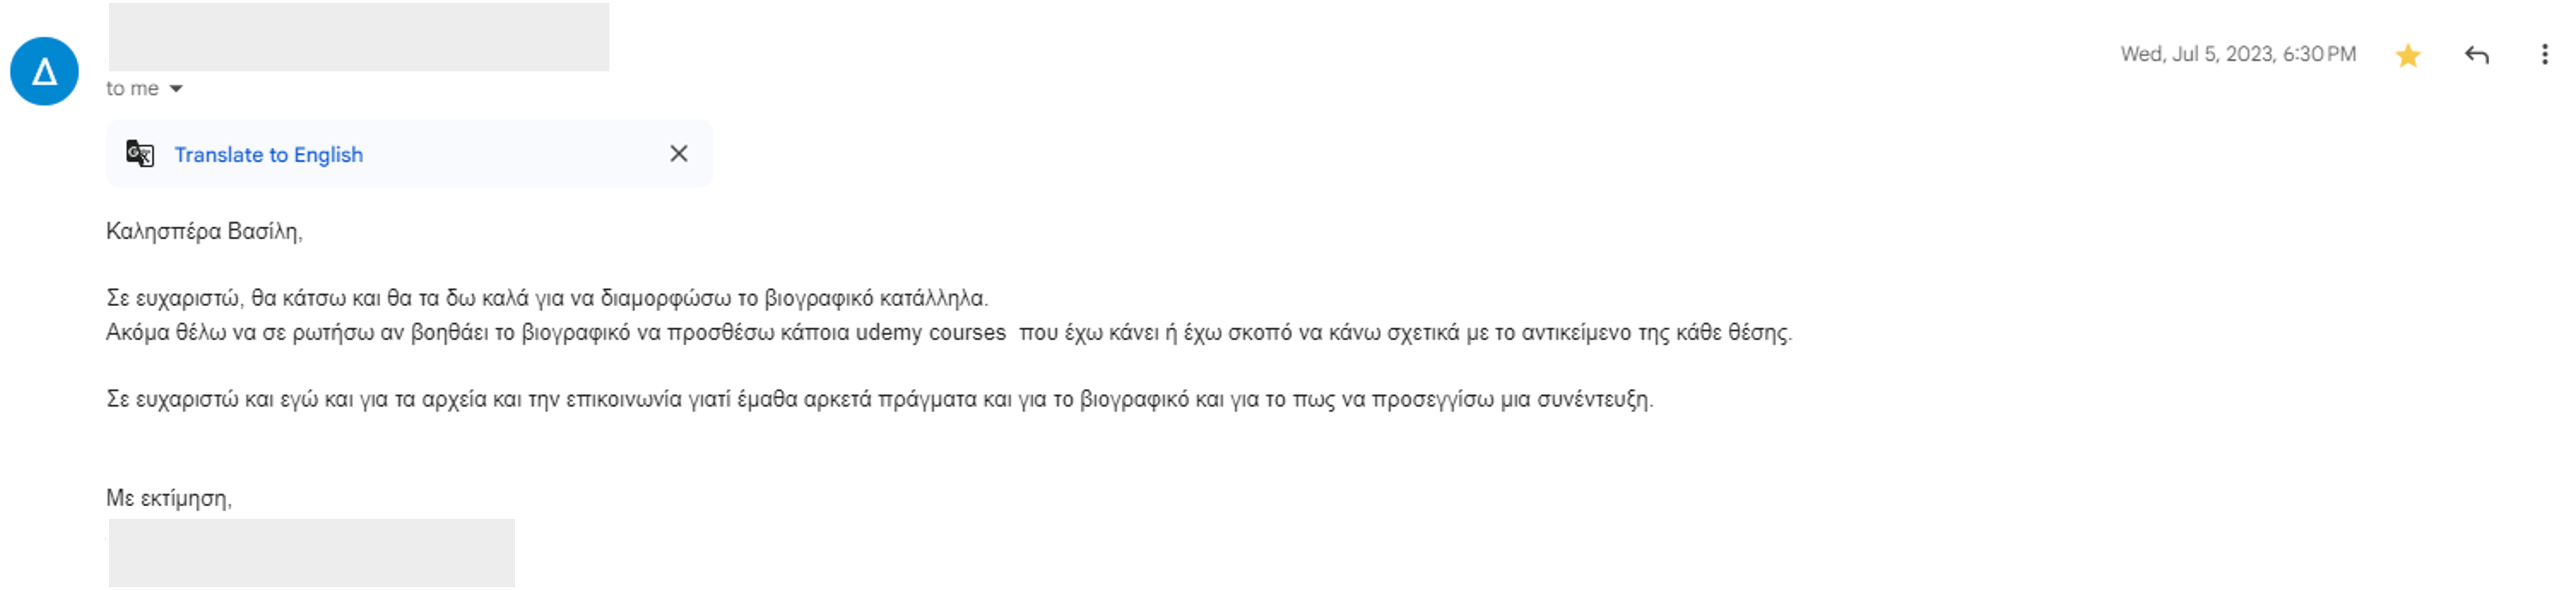 Δ
Wed, Jul 5, 2023, 6:30 PM
to me
Translate to English
Καλησπέρα Βασίλη,
Σε ευχαριστώ, θα κάτσω και θα τα δω καλά για να διαμορφώσω το βιογραφικό κατάλληλα.
Ακόμα θέλω να σε ρωτήσω αν βοηθάει το βιογραφικό να προσθέσω κάποια udemy courses  που έχω κάνει ή έχω σκοπό να κάνω σχετικά με το αντικείμενο της κάθε θέσης.
Σε ευχαριστώ και εγώ και για τα αρχεία και την επικοινωνία γιατί έμαθα αρκετά πράγματα και για το βιογραφικό και για το πως να προσεγγίσω μια συνέντευξη.
Με εκτίμηση,